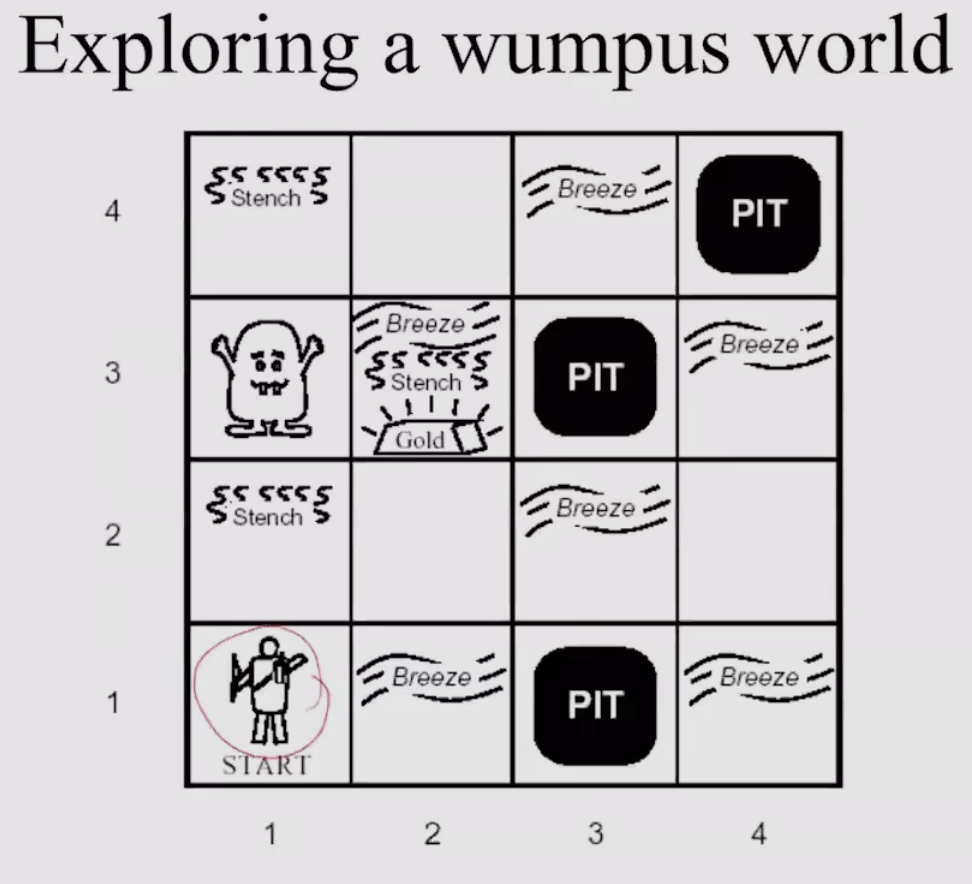 Exploring a wumpus world
4
Stench
Breeze
PIT
3
Breeze
Stench
Gold
PIT
Breeze
2
Stench
Breeze
1
START
Breeze
PIT
Breeze
1 2 3 4